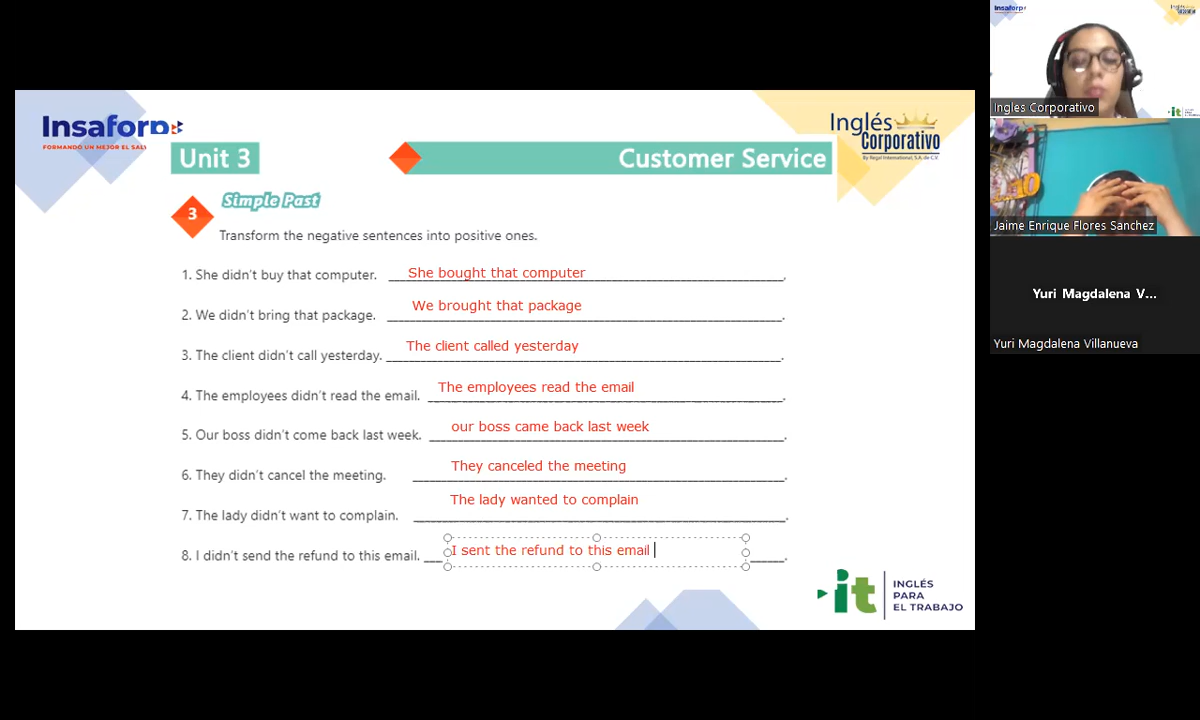 Insaforp
FORMANDO UN MEJOR EL SAL
Inglés
Corporativo
By Regal International, S.A. de C.V.
Unit 3
Customer Service
3
Simple Past
Transform the negative sentences into positive ones.
1. She didn't buy that computer. She bought that computer.
2. We didn't bring that package. We brought that package.
3. The client didn't call yesterday. The client called yesterday.
4. The employees didn't read the email. The employees read the email.
5. Our boss didn't come back last week. our boss came back last week.
6. They didn't cancel the meeting. They canceled the meeting.
7. The lady didn't want to complain. The lady wanted to complain.
8. I didn't send the refund to this email. I sent the refund to this email.
it
INGLÉS
PARA
EL TRABAJO
Insaforp
Ingles Corporativo
Jaime Enrique Flores Sanchez
Yuri Magdalena V...
Yuri Magdalena Villanueva